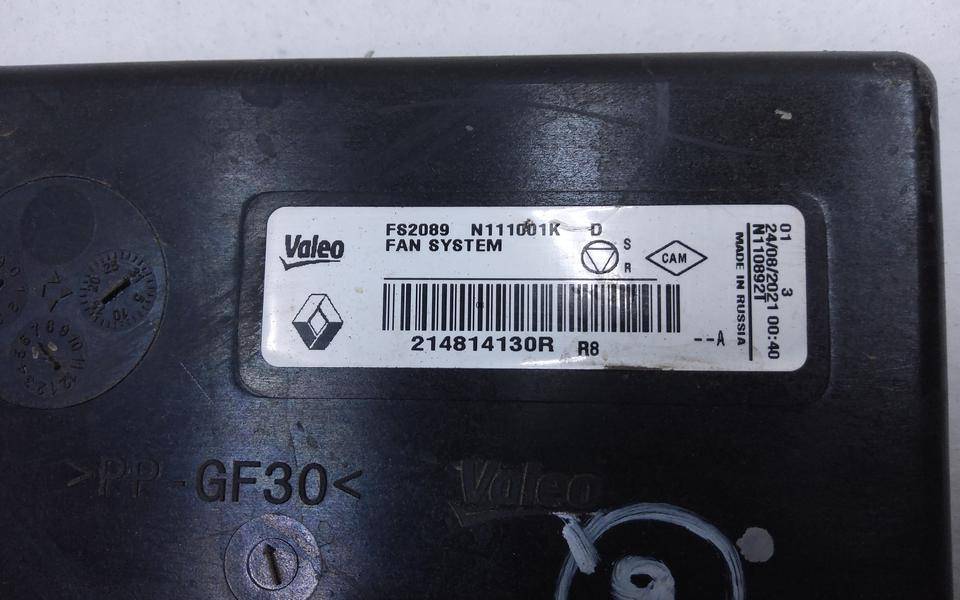 Valeo
FS2089 N111001K D
FAN SYSTEM
S
R
CAM
214814130R R8
--A
01 3
24/08/2021 00:40
N1108921
MADE IN RUSSIA
>PP-GF30<
Valeo